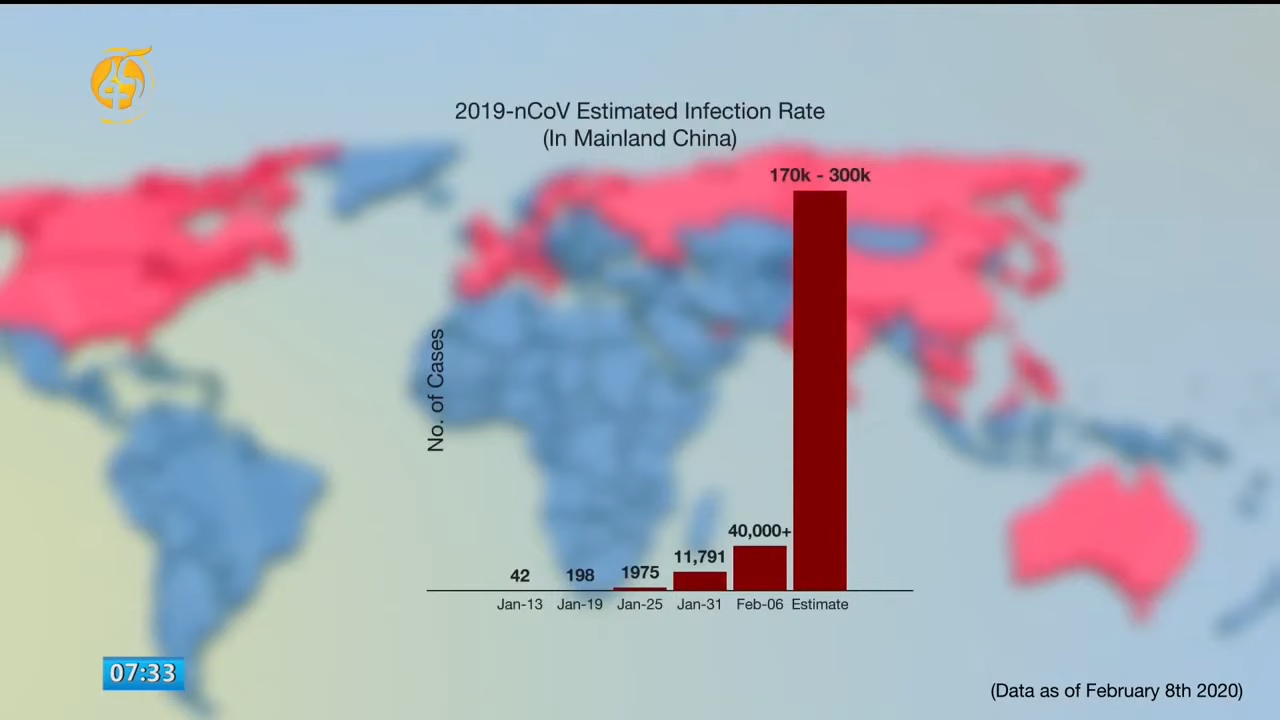 2019-nCoV Estimated Infection Rate
(In Mainland China)
170k - 300k
No. of Cases
40,000+
11,791
1975
198
42
Jan-13 Jan-19 Jan-25 Jan-31 Feb-06 Estimate
07:33
(Data as of February 8th 2020)